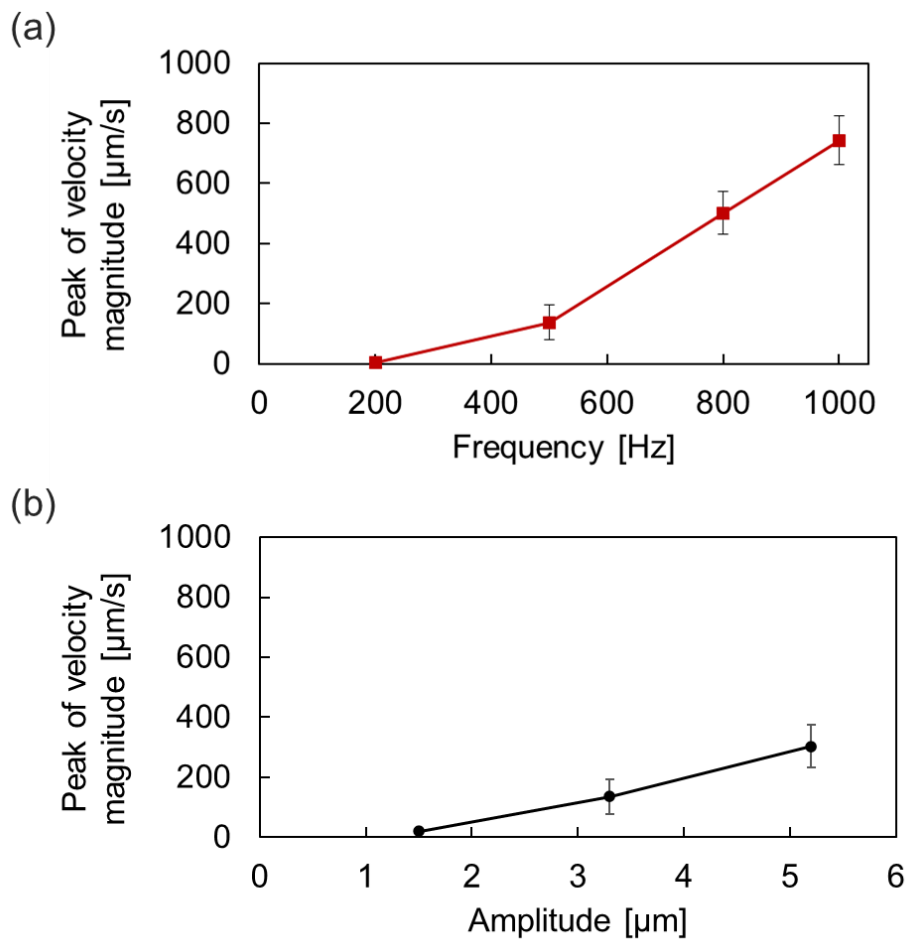 (a)
Peak of velocity
magnitude [µm/s]
1000
800
600
400
200
0
0 200 400 600 800 1000
Frequency [Hz]
(b)
Peak of velocity
magnitude [µm/s]
1000
800
600
400
200
0
0 1 2 3 4 5 6
Amplitude [µm]